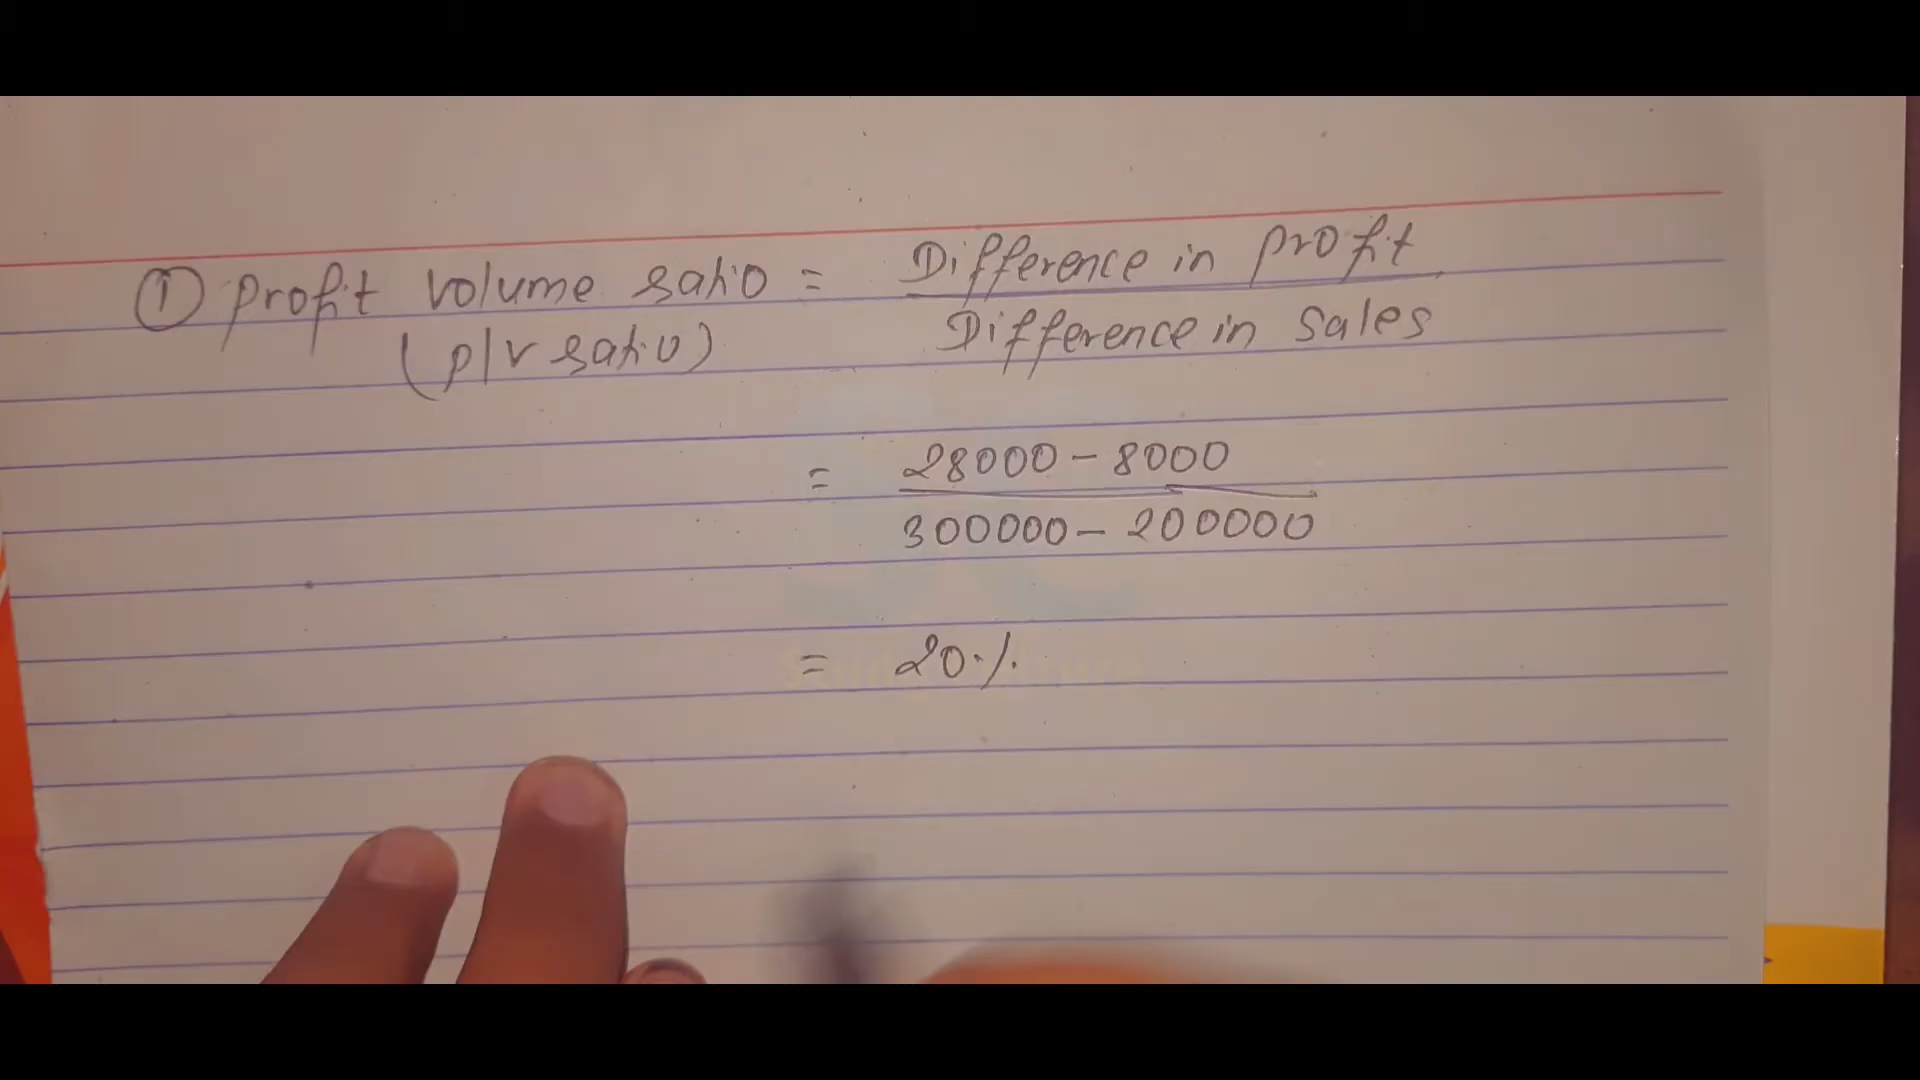 ① Profit volume ratio = Difference in profit
(P/V ratio) Difference in sales
= 28000 - 8000
300000 - 200000
= 20%